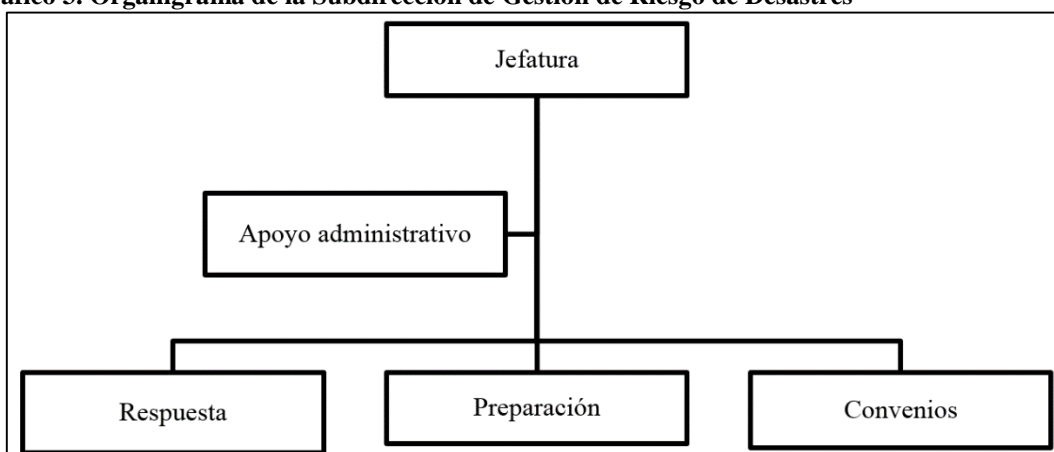 Organigrama de la Subdirección de Gestión de Riesgo de Desastres
Jefatura
Apoyo administrativo
Respuesta
Preparación
Convenios